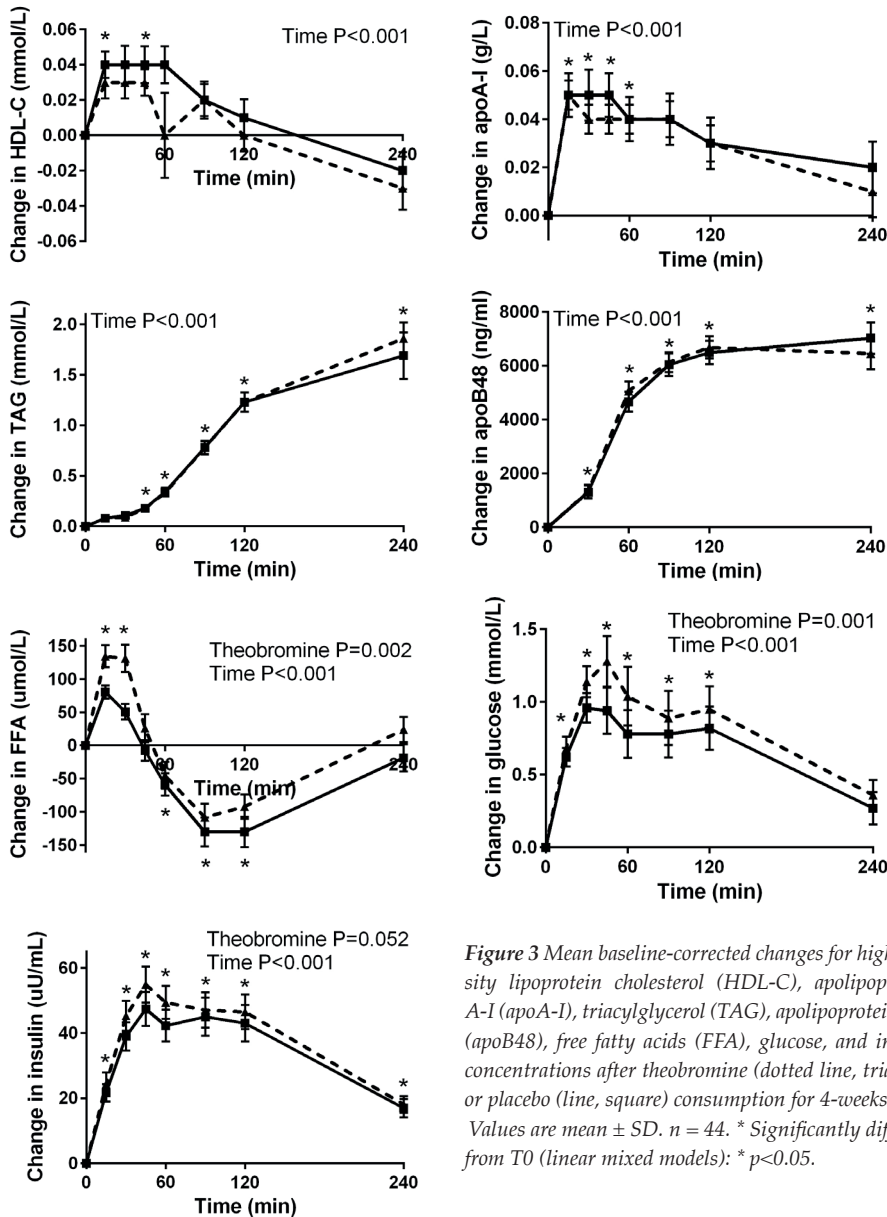 Change in HDL-C (mmol/L)
0.06
0.04
0.02
0.00
-0.02
-0.04
-0.06
Time P<0.001
* *
60 120 240
Time (min)
Change in apoA-I (g/L)
0.08
0.06
0.04
0.02
0.00
Time P<0.001
* * * *
60 120 240
Time (min)
Change in TAG (mmol/L)
2.0
1.5
1.0
0.5
0.0
Time P<0.001
* * * * *
0 60 120 240
Time (min)
Change in apoB48 (ng/ml)
8000
6000
4000
2000
0
Time P<0.001
* * * * *
0 60 120 240
Time (min)
Change in FFA (umol/L)
150
100
50
0
-50
-100
-150
Theobromine P=0.002
Time P<0.001
* *
60 120 240
Time (min)
* * *
Change in glucose (mmol/L)
1.5
1.0
0.5
0.0
Theobromine P=0.001
Time P<0.001
* * * * * *
0 60 120 240
Time (min)
Change in insulin (uU/mL)
60
40
20
0
Theobromine P=0.052
Time P<0.001
* * * * * * *
0 60 120 240
Time (min)
Figure 3 Mean baseline-corrected changes for high
sity lipoprotein cholesterol (HDL-C), apolipop
A-I (apoA-I), triacylglycerol (TAG), apolipoprotei
(apoB48), free fatty acids (FFA), glucose, and i
concentrations after theobromine (dotted line, tria
or placebo (line, square) consumption for 4-weeks
Values are mean ± SD. n = 44. * Significantly diff
from T0 (linear mixed models): * p<0.05.